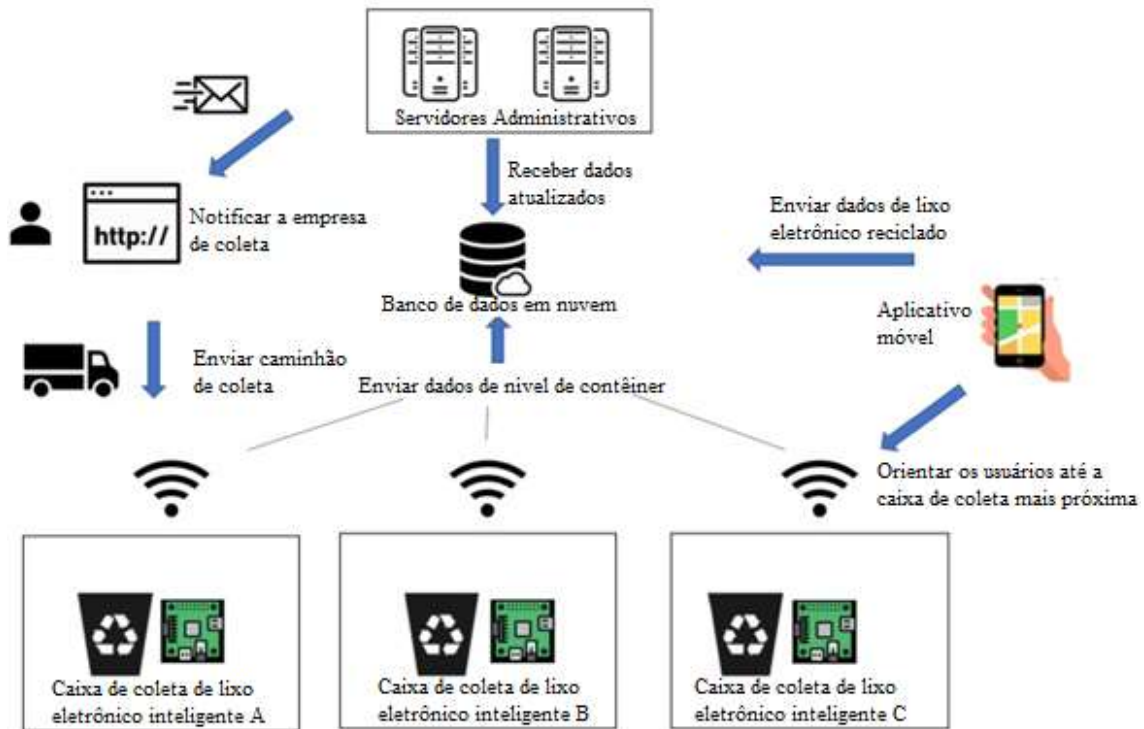 Servidores Administrativos
Receber dados
atualizados
http://
Notificar a empresa
de coleta
Enviar dados de lixo
eletrônico reciclado
Banco de dados em nuvem
Aplicativo
móvel
Enviar caminhão
de coleta
Enviar dados de nivel de contêiner
Orientar os usuários até a
caixa de coleta mais próxima
Caixa de coleta de lixo
eletrônico inteligente A
Caixa de coleta de lixo
eletrônico inteligente B
Caixa de coleta de lixo
eletrônico inteligente C